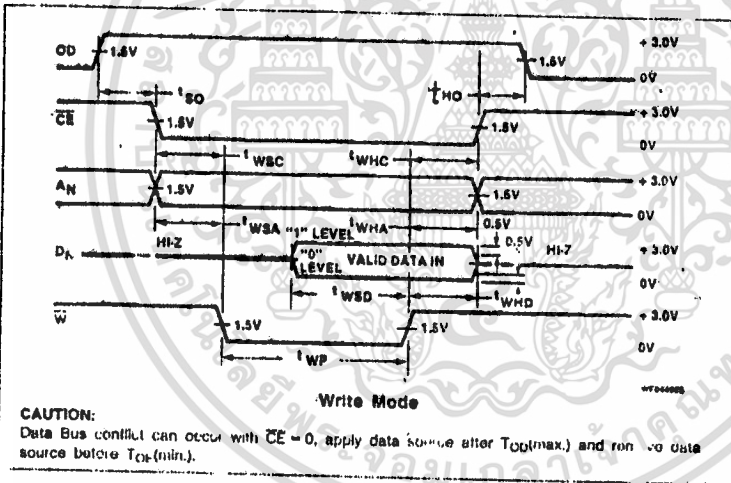 OD
1.5V
+ 3.0V
0V
1.5V
tSO
tHO
CE
1.5V
1.5V
+ 3.0V
0V
tWSC
tWHC
AN
1.5V
1.5V
+ 3.0V
0V
tWSA
tWHA
0.5V
HI-Z
"1" LEVEL
"0" LEVEL
VALID DATA IN
0.5V
HI-Z
+ 3.0V
0V
tWSD
tWHD
W
1.5V
1.5V
+ 3.0V
0V
tWP
Write Mode
CAUTION:
Data Bus conflict can occur with CE = 0, apply data source after TOD(max.) and data
source before TOE(min.).